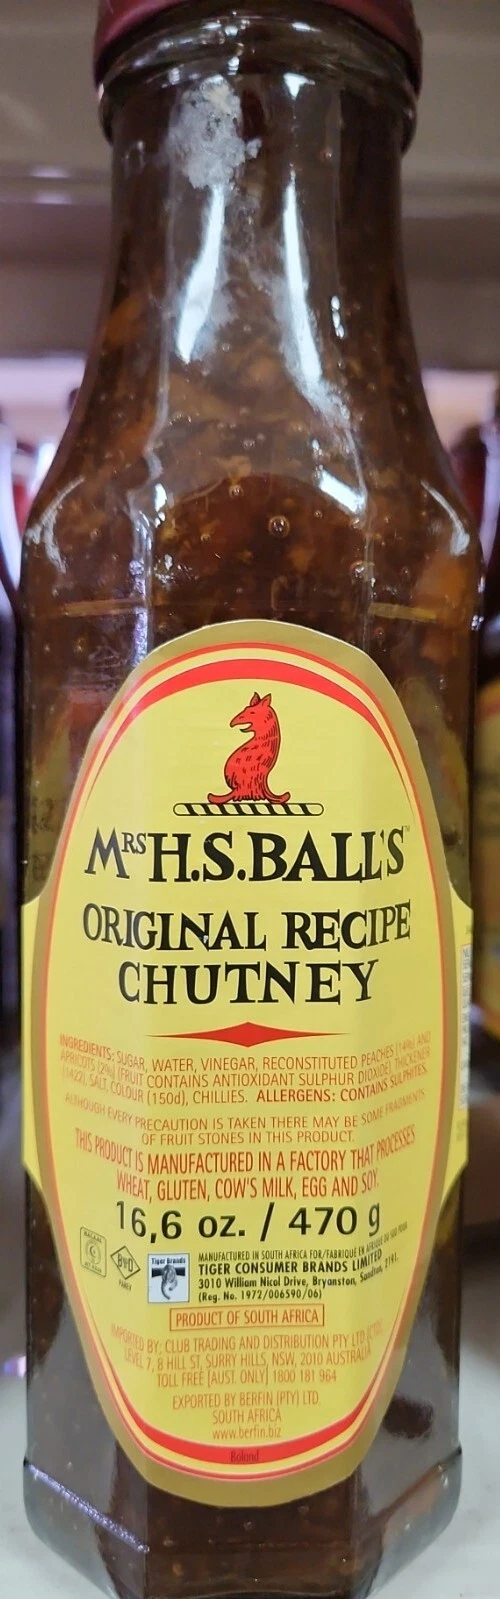 MRS H.S.BALL'S™
ORIGINAL RECIPE
CHUTNEY
INGREDIENTS: SUGAR, WATER, VINEGAR, RECONSTITUTED PEACHES (14%) AND
APRICOTS (2%) (FRUIT CONTAINS ANTIOXIDANT SULPHUR DIOXIDE), THICKENER
(1422), SALT, COLOUR (150d), CHILLIES. ALLERGENS: CONTAINS SULPHITES.
ALTHOUGH EVERY PRECAUTION IS TAKEN THERE MAY BE SOME FRAGMENTS
OF FRUIT STONES IN THIS PRODUCT.
THIS PRODUCT IS MANUFACTURED IN A FACTORY THAT PROCESSES
WHEAT, GLUTEN, COW'S MILK, EGG AND SOY.
16,6 oz. / 470 g
Tiger Brands
MANUFACTURED IN SOUTH AFRICA FOR/FABRIQUE EN AFRIQUE DU SUD POUR
TIGER CONSUMER BRANDS LIMITED
3010 William Nicol Drive, Bryanston, Sandton, 2191.
(Reg. No. 1972/006590/06)
PAREV
PRODUCT OF SOUTH AFRICA
IMPORTED BY: CLUB TRADING AND DISTRIBUTION PTY LTD
LEVEL 7, 8 HILL ST, SURRY HILLS, NSW, 2010 AUSTRALIA
TOLL FREE (AUST. ONLY) 1800 181 964
EXPORTED BY BERFIN (PTY) LTD.
SOUTH AFRICA
www.berfin.biz
Boland